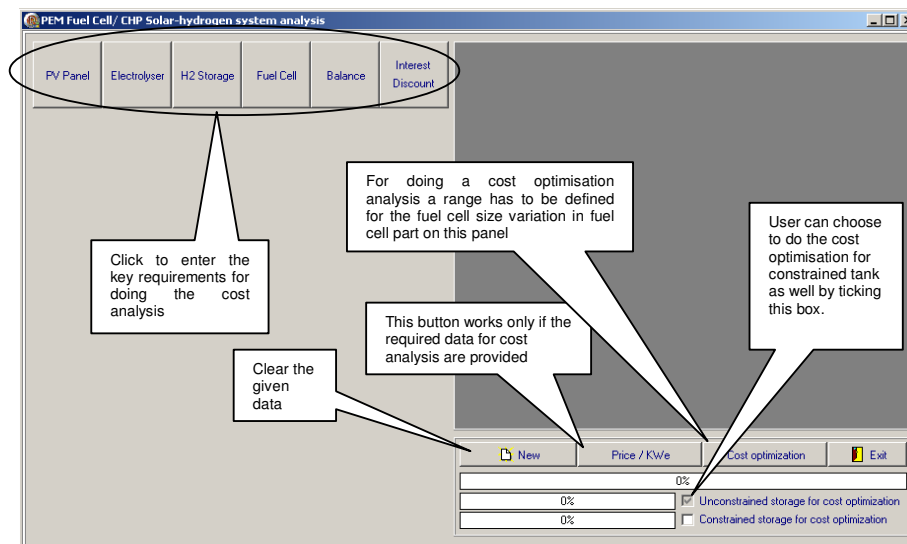 PEM Fuel Cell/ CHP Solar-hydrogen system analysis
PV Panel
Electrolyser
H2 Storage
Fuel Cell
Balance
Interest
Discount
For doing a cost optimisation
analysis a range has to be defined
for the fuel cell size variation in fuel
cell part on this panel
User can choose
to do the cost
optimisation for
constrained tank
as well by ticking
this box.
Click to enter the
key requirements for
doing the cost
analysis
This button works only if the
required data for cost
analysis are provided
Clear the
given
data
New
Price / KWe
Cost optimization
Exit
0%
0%
Unconstrained storage for cost optimization
0%
Constrained storage for cost optimization